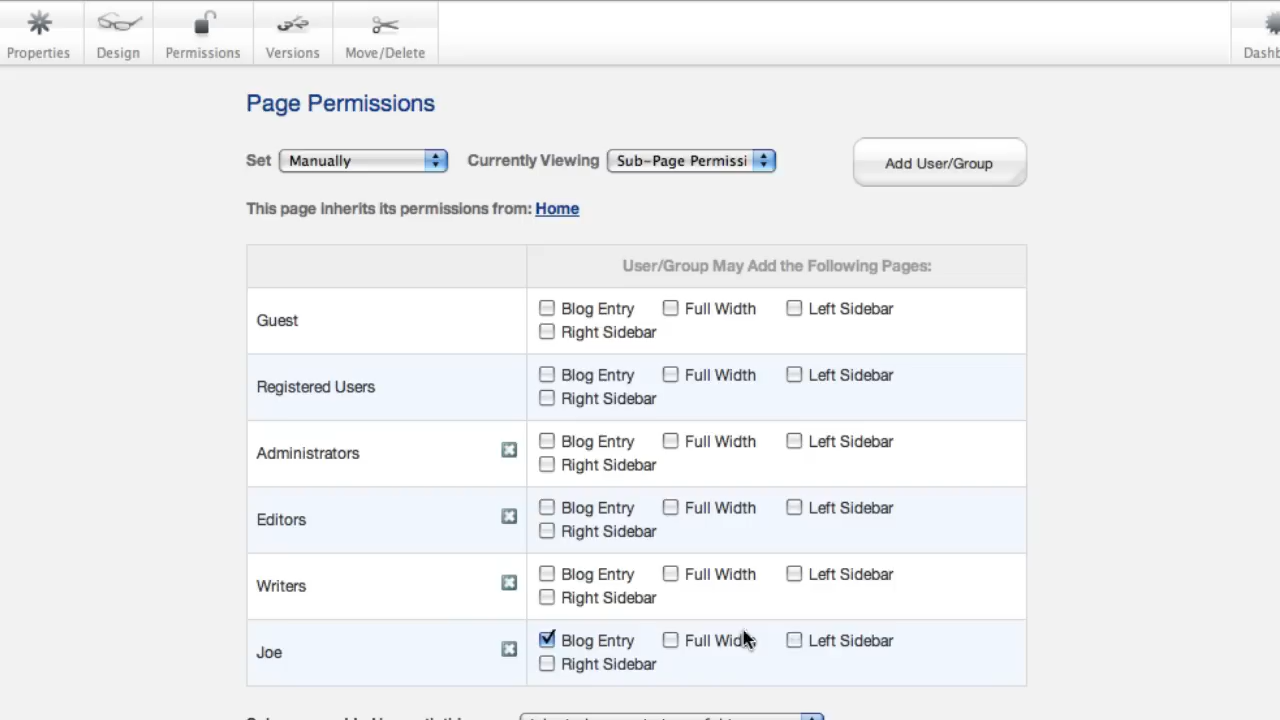 Properties Design Permissions Versions Move/Delete
Page Permissions
Set Manually Currently Viewing Sub-Page Permissi Add User/Group
This page inherits its permissions from: Home
User/Group May Add the Following Pages:
Guest
Blog Entry Full Width Left Sidebar
Right Sidebar
Registered Users
Blog Entry Full Width Left Sidebar
Right Sidebar
Administrators
Blog Entry Full Width Left Sidebar
Right Sidebar
Editors
Blog Entry Full Width Left Sidebar
Right Sidebar
Writers
Blog Entry Full Width Left Sidebar
Right Sidebar
Joe
Blog Entry Full Width Left Sidebar
Right Sidebar